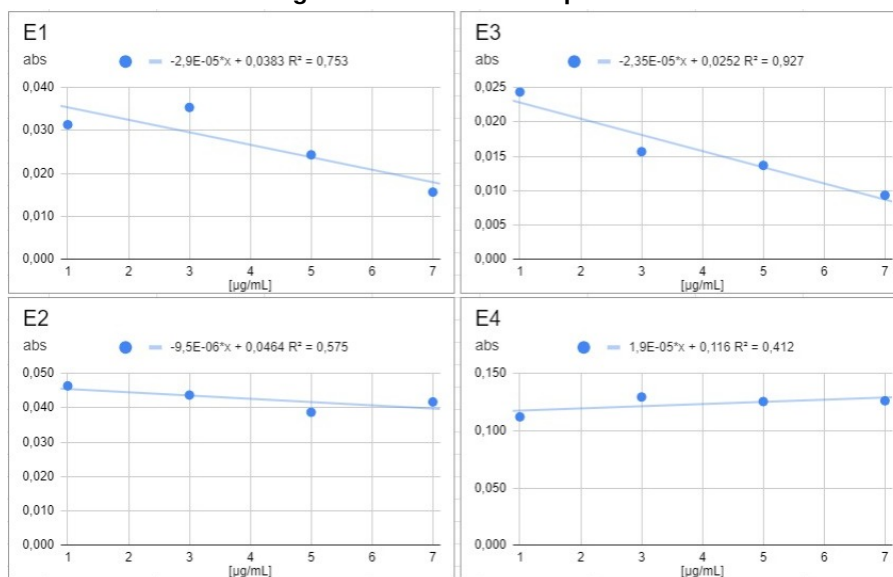 E1
abs
-2,9E-05*x + 0,0383 R² = 0,753
0,040
0,030
0,020
0,010
0,000
1 2 3 4 5 6 7
[µg/mL]
E3
abs
-2,35E-05*x + 0,0252 R² = 0,927
0,025
0,020
0,015
0,010
0,005
0,000
1 2 3 4 5 6 7
[µg/mL]
E2
abs
-9,5E-06*x + 0,0464 R² = 0,575
0,050
0,040
0,030
0,020
0,010
0,000
1 2 3 4 5 6 7
[µg/mL]
E4
abs
1,9E-05*x + 0,116 R² = 0,412
0,150
0,100
0,050
0,000
1 2 3 4 5 6 7
[µg/mL]